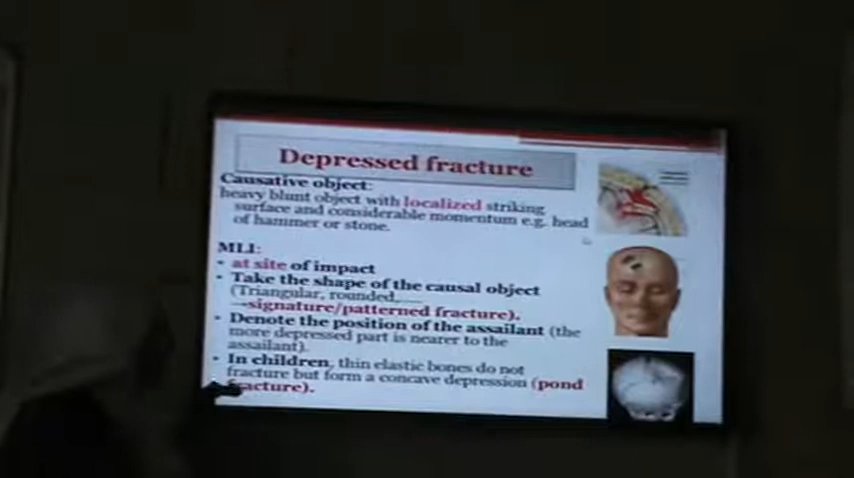 Depressed fracture
Causative object:
heavy blunt object with localized striking
surface and considerable momentum e.g. head
of hammer or stone.
MLI:
• at site of impact
• Take the shape of the causal object
(Triangular, rounded,....
→signature/patterned fracture).
• Denote the position of the assailant (the
more depressed part is nearer to the
assailant).
• In children, thin elastic bones do not
fracture but form a concave depression (pond
fracture).